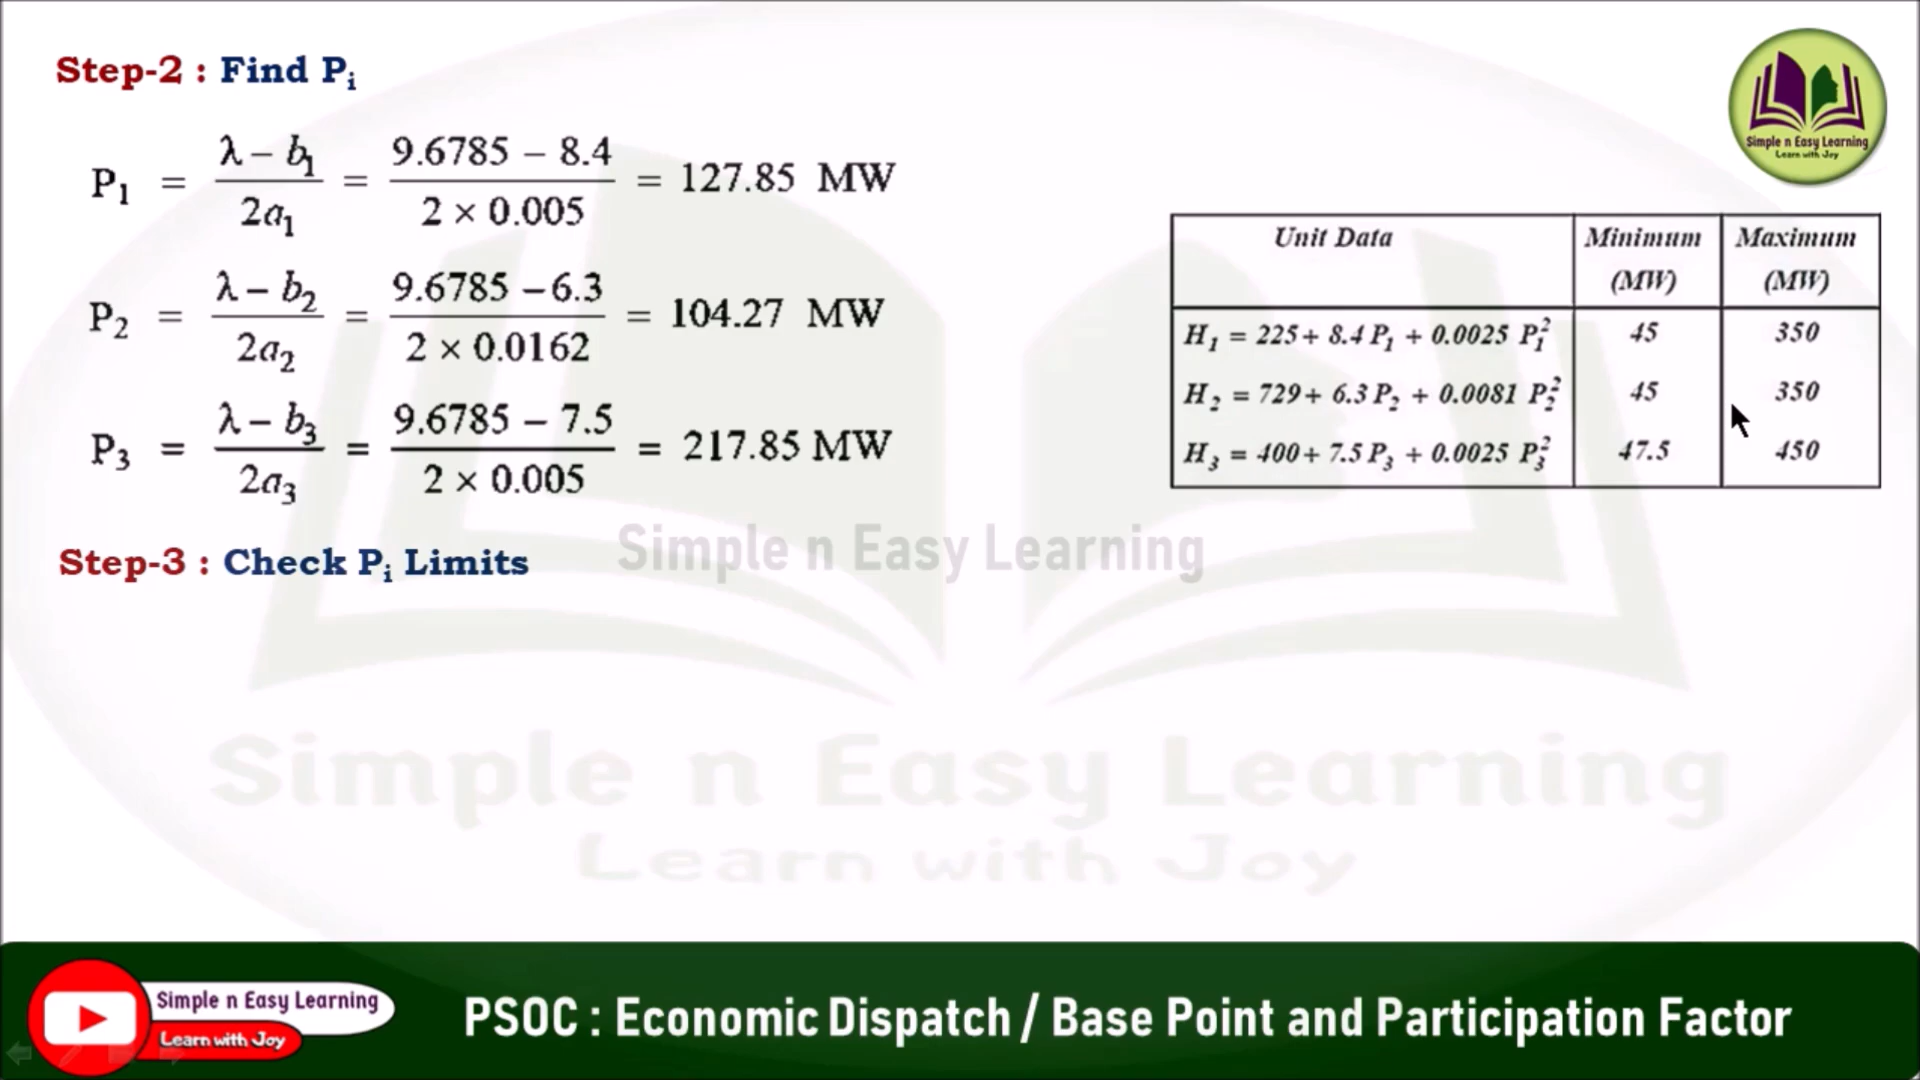 Step-2 : Find Pi
P1 = λ – b1 / 2a1 = 9.6785 – 8.4 / 2 × 0.005 = 127.85 MW
P2 = λ – b2 / 2a2 = 9.6785 –6.3 / 2 × 0.0162 = 104.27 MW
P3 = λ – b3 / 2a3 = 9.6785 – 7.5 / 2 × 0.005 = 217.85 MW
Step-3 : Check Pi Limits
Simple n Easy Learning
Learn with Joy
Unit Data Minimum (MW) Maximum (MW)
H1 = 225+ 8.4 P1 + 0.0025 P1² 45 350
H2 = 729+ 6.3 P2 + 0.0081 P2² 45 350
H3 = 400+ 7.5 P3 + 0.0025 P3² 47.5 450
Simple n Easy Learning
Simple n Easy Learning
Learn with Joy
Simple n Easy Learning
Learn with Joy
PSOC : Economic Dispatch / Base Point and Participation Factor